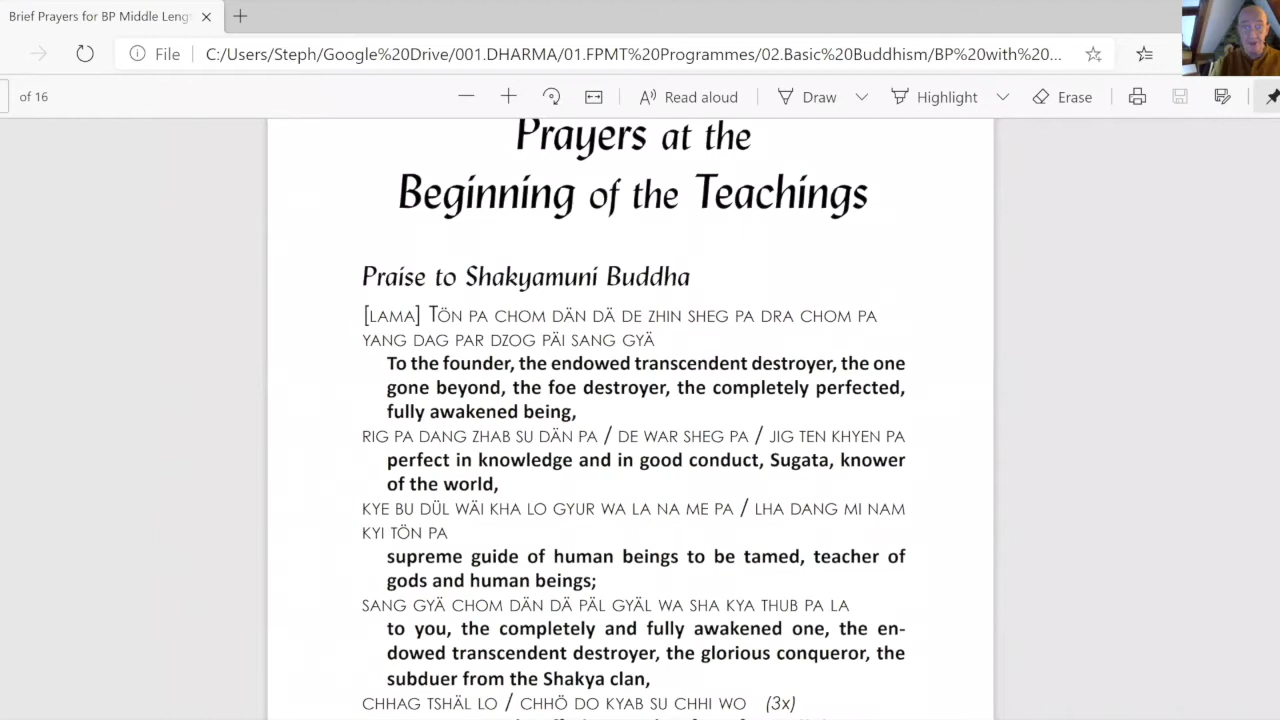 Brief Prayers for BP Middle Leng
File
C:/Users/Steph/Google%20Drive/001.DHARMA/01.FPMT%20Programmes/02.Basic%20Buddhism/BP%20with%20...
of 16
Read aloud
Draw
Highlight
Erase
Prayers at the
Beginning of the Teachings
Praise to Shakyamuni Buddha
[LAMA] TÖN PA CHOM DÄN DÄ DE ZHIN SHEG PA DRA CHOM PA
YANG DAG PAR DZOG PÄI SANG GYÄ
To the founder, the endowed transcendent destroyer, the one
gone beyond, the foe destroyer, the completely perfected,
fully awakened being,
RIG PA DANG ZHAB SU DÄN PA / DE WAR SHEG PA / JIG TEN KHYEN PA
perfect in knowledge and in good conduct, Sugata, knower
of the world,
KYE BU DÜL WÄI KHA LO GYUR WA LA NA ME PA / LHA DANG MI NAM
KYI TÖN PA
supreme guide of human beings to be tamed, teacher of
gods and human beings;
SANG GYÄ CHOM DÄN DÄ PÄL GYÄL WA SHA KYA THUB PA LA
to you, the completely and fully awakened one, the en-
dowed transcendent destroyer, the glorious conqueror, the
subduer from the Shakya clan,
CHHAG TSHÄL LO / CHHÖ DO KYAB SU CHHI WO (3x)